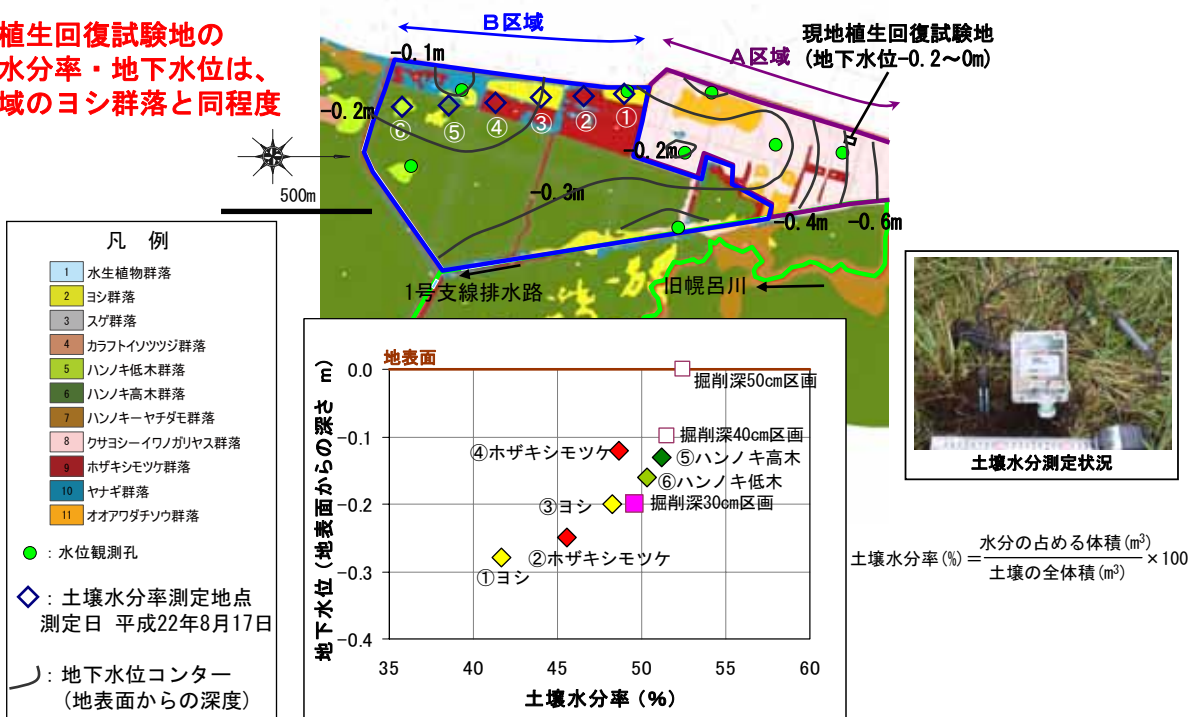 植生回復試験地の
水分率・地下水位は、
域のヨシ群落と同程度
B区域
A区域
現地植生回復試験地
(地下水位-0.2~0m)
-0.1m
-0.2m
⑥
⑤
④
③
②
①
-0.2m
-0.3m
-0.4m
-0.6m
500m
1号支線排水路
旧幌呂川
凡 例
1 水生植物群落
2 ヨシ群落
3 スゲ群落
4 カラフトイソツツジ群落
5 ハンノキ低木群落
6 ハンノキ高木群落
7 ハンノキーヤチダモ群落
8 クサヨシーイワノガリヤス群落
9 ホザキシモツケ群落
10 ヤナギ群落
11 オオアワダチソウ群落
:水位観測孔
:土壌水分率測定地点
測定日 平成22年8月17日
:地下水位コンター
(地表面からの深度)
地表面
地下水位(地表面からの深さ m)
0.0
-0.1
-0.2
-0.3
-0.4
掘削深50cm区画
掘削深40cm区画
④ホザキシモツケ
⑤ハンノキ高木
⑥ハンノキ低木
③ヨシ
掘削深30cm区画
②ホザキシモツケ
①ヨシ
35 40 45 50 55 60
土壌水分率(%)
土壌水分測定状況
土壌水分率(%)=水分の占める体積(m³)/土壌の全体積(m³)×100